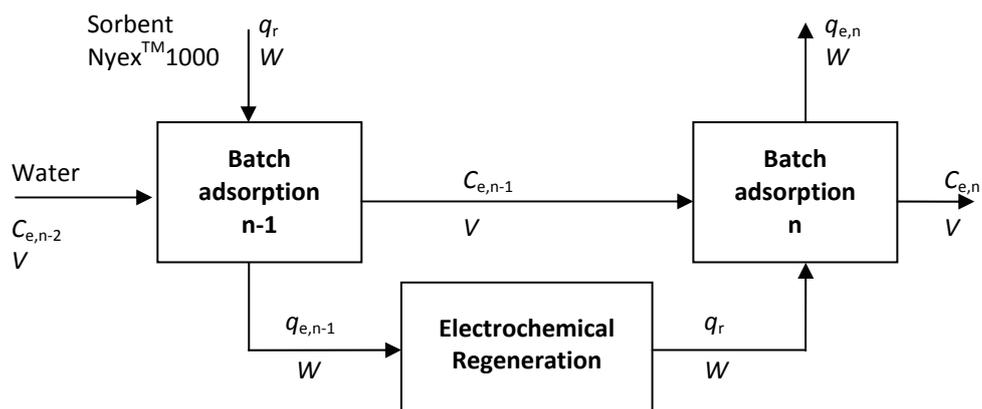 Sorbent
Nyex™1000
q_r
W
Batch
adsorption
n-1
Water
C_e,n-2
V
C_e,n-1
V
q_e,n
W
Batch
adsorption
n
C_e,n
V
q_e,n-1
W
Electrochemical
Regeneration
q_r
W